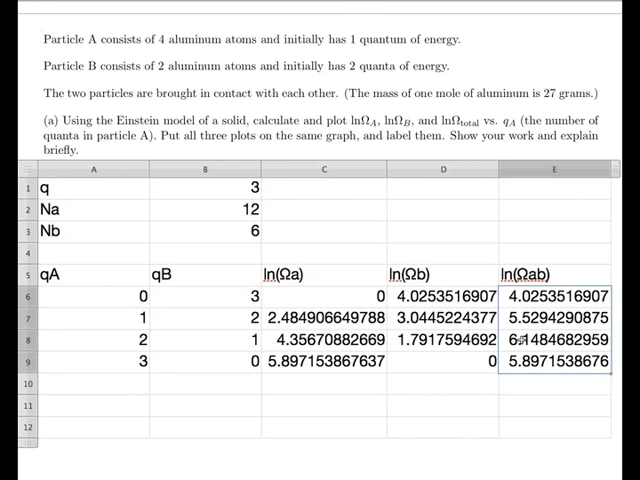 Particle A consists of 4 aluminum atoms and initially has 1 quantum of energy.
Particle B consists of 2 aluminum atoms and initially has 2 quanta of energy.
The two particles are brought in contact with each other. (The mass of one mole of aluminum is 27 grams.)
(a) Using the Einstein model of a solid, calculate and plot lnΩA, lnΩB, and lnΩtotal vs. qA (the number of
quanta in particle A). Put all three plots on the same graph, and label them. Show your work and explain
briefly.
A B C D E
1 q 3
2 Na 12
3 Nb 6
4
5 qA qB ln(Ωa) ln(Ωb) ln(Ωab)
6 0 3 0 4.0253516907 4.0253516907
7 1 2 2.484906649788 3.0445224377 5.5294290875
8 2 1 4.35670882669 1.7917594692 6.1484682959
9 3 0 5.897153867637 0 5.8971538676
10
11
12